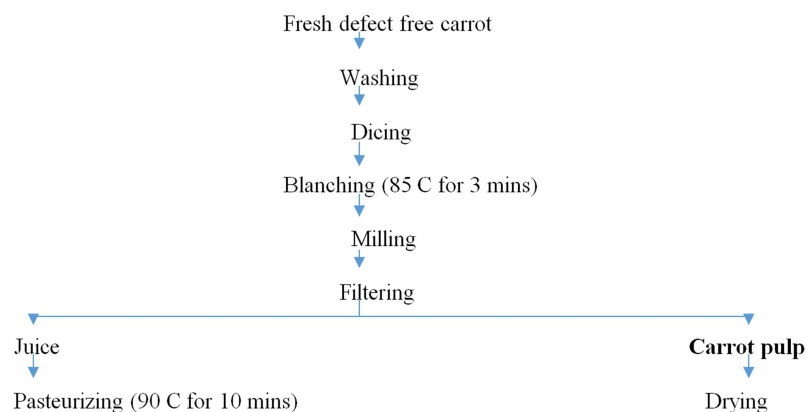 Fresh defect free carrot
Washing
Dicing
Blanching (85 C for 3 mins)
Milling
Filtering
Juice
Carrot pulp
Pasteurizing (90 C for 10 mins)
Drying